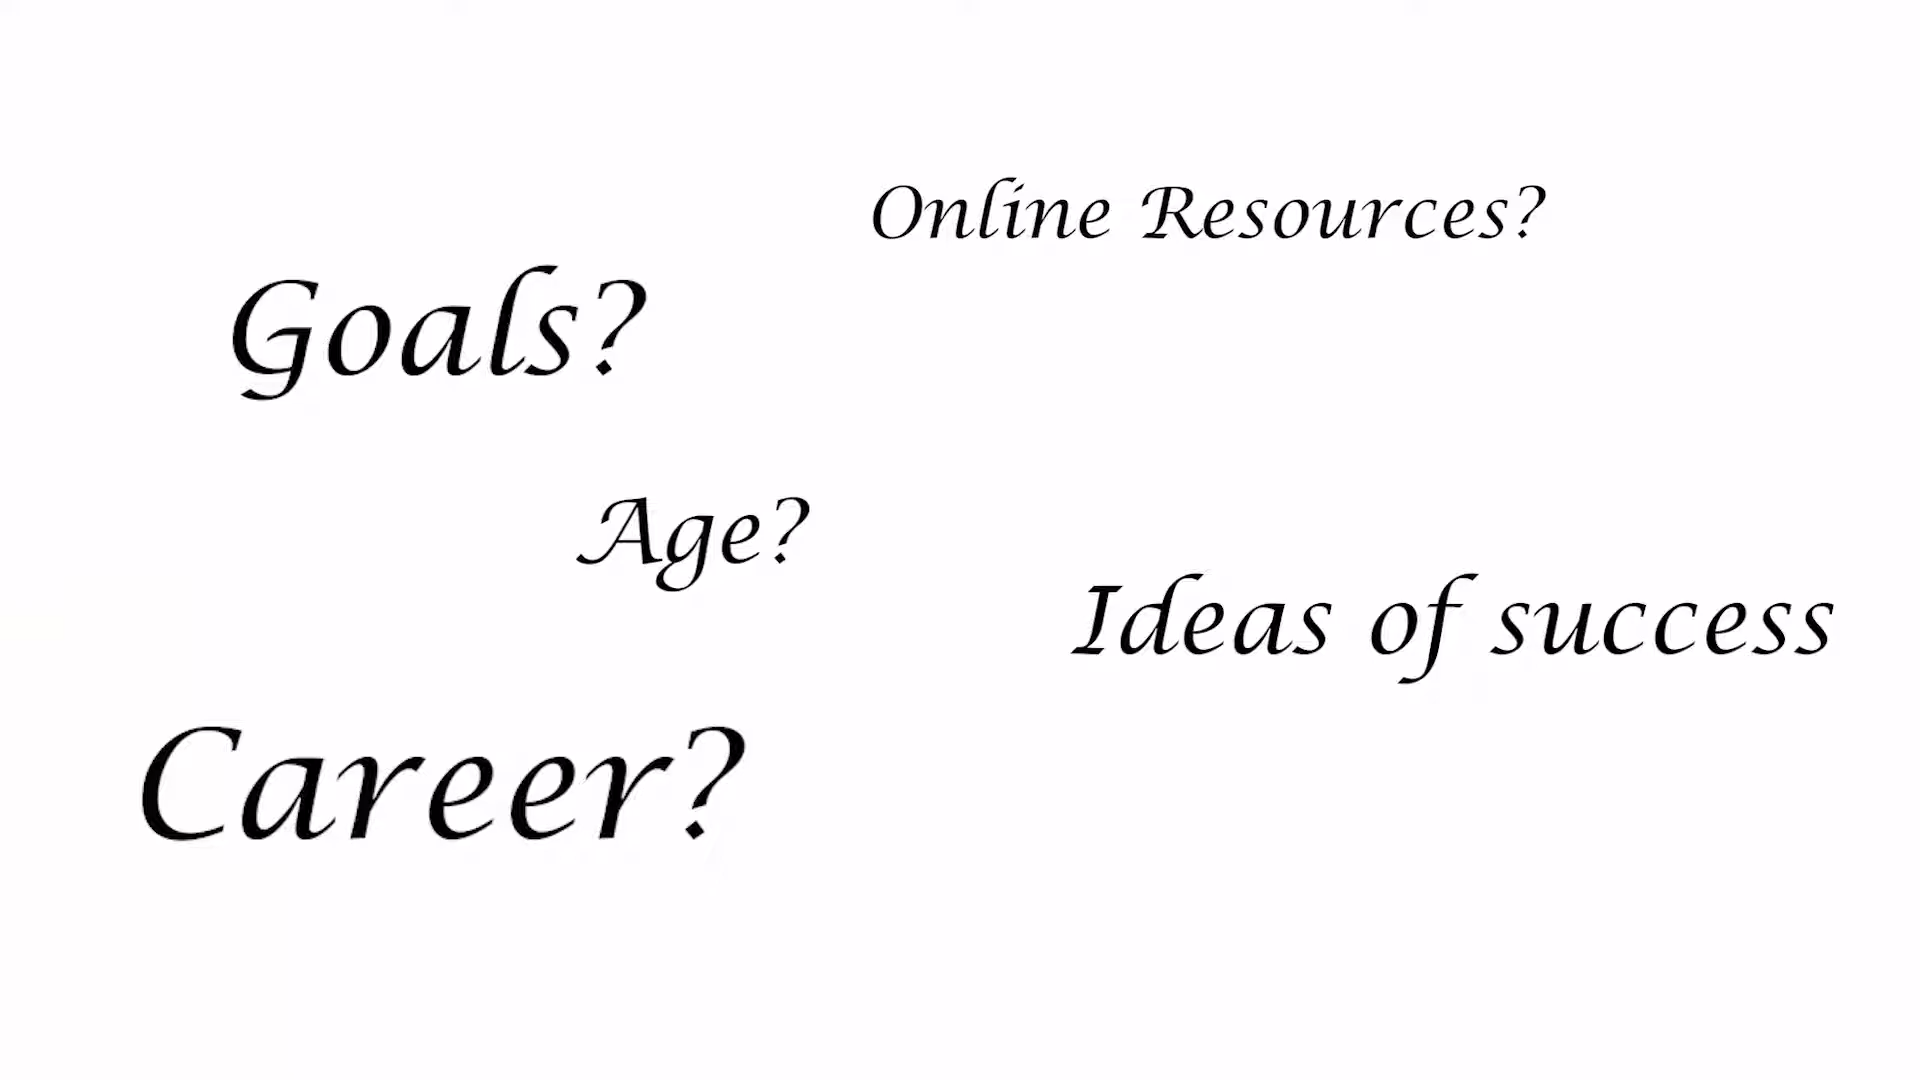 Online Resources?
Goals?
Age?
Ideas of success
Career?